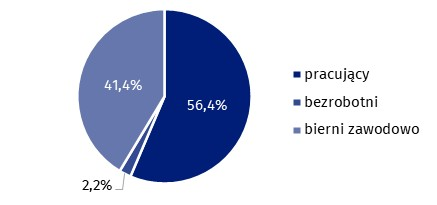 41,4%
56,4%
2,2%
pracujący
bezrobotni
bierni zawodowo